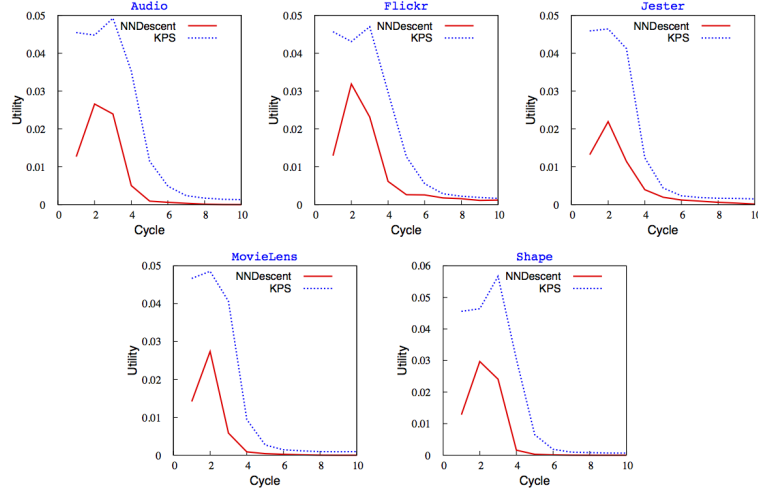 Audio
NNDescent
KPS
0.05
0.04
0.03
0.02
0.01
0
0 2 4 6 8 10
Utility
Cycle
Flickr
NNDescent
KPS
0.05
0.04
0.03
0.02
0.01
0
0 2 4 6 8 10
Utility
Cycle
Jester
NNDescent
KPS
0.05
0.04
0.03
0.02
0.01
0
0 2 4 6 8 10
Utility
Cycle
MovieLens
NNDescent
KPS
0.05
0.04
0.03
0.02
0.01
0
0 2 4 6 8 10
Utility
Cycle
Shape
NNDescent
KPS
0.06
0.05
0.04
0.03
0.02
0.01
0
0 2 4 6 8 10
Utility
Cycle